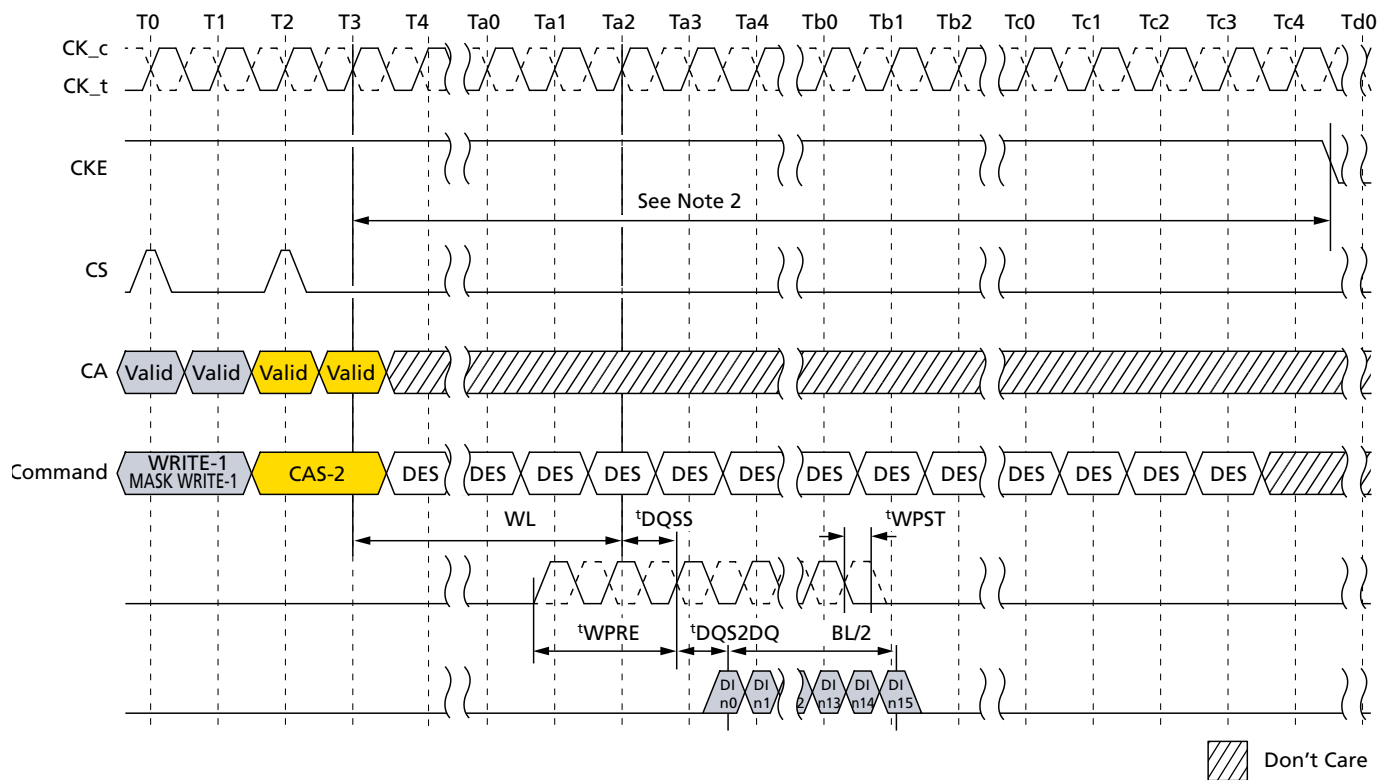 T0 T1 T2 T3 T4 Ta0 Ta1 Ta2 Ta3 Ta4 Tb0 Tb1 Tb2 Tc0 Tc1 Tc2 Tc3 Tc4 Td0
CK_c
CK_t
CKE
See Note 2
CS
CA Valid Valid Valid Valid
Command WRITE-1 MASK WRITE-1 CAS-2 DES DES DES DES DES DES DES DES DES DES DES DES DES
WL tDQSS tWPST
tWPRE tDQS2DQ BL/2
DI n0 DI n1 2 DI n13 DI n14 DI n15
Don't Care